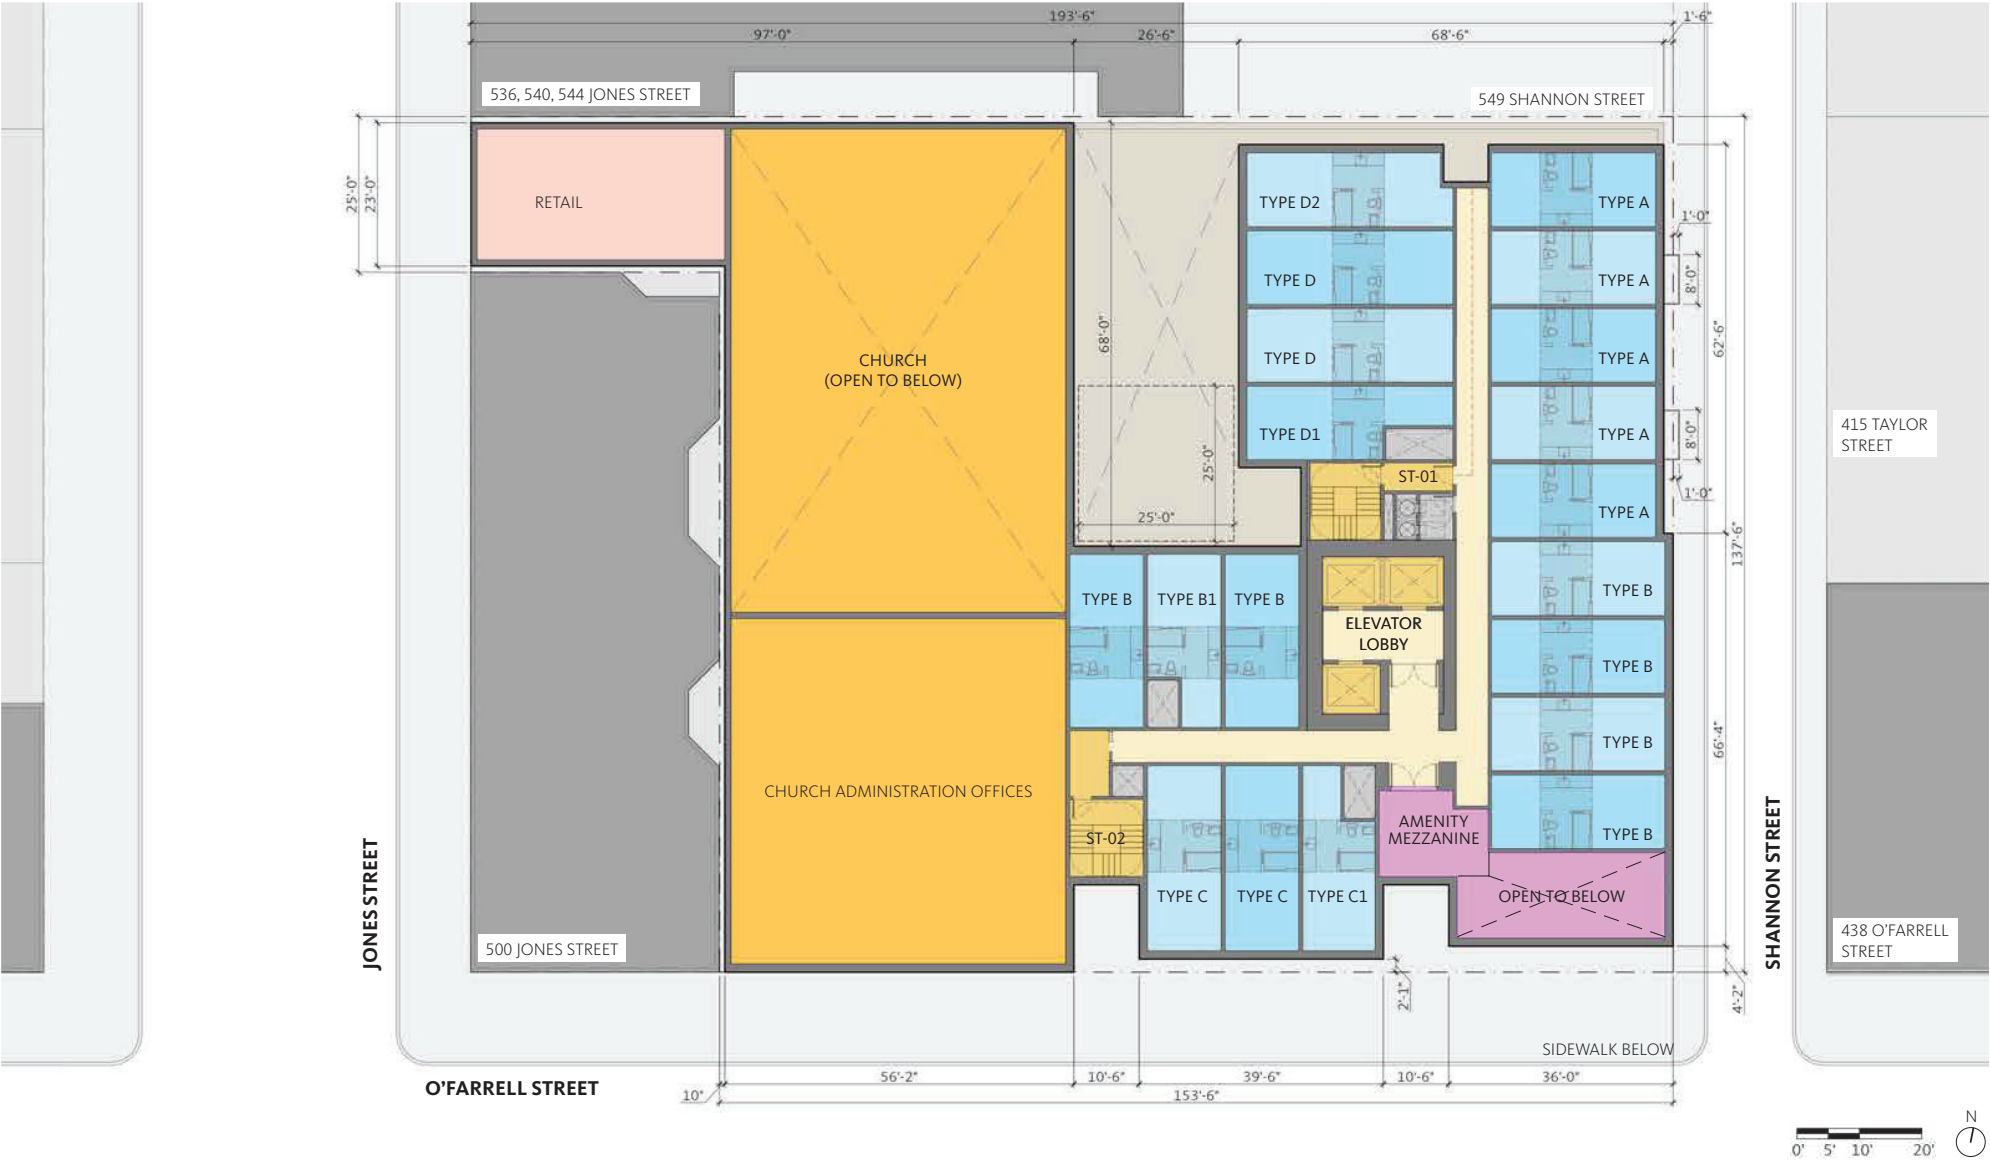 193'-6"
1'-6"
97'-0"
26'-6"
68'-6"
536, 540, 544 JONES STREET
549 SHANNON STREET
25'-0"
23'-0"
RETAIL
TYPE D2
TYPE A
1'-0"
TYPE D
TYPE A
8'-0"
68'-0"
62'-6"
CHURCH
(OPEN TO BELOW)
TYPE D
TYPE A
TYPE D1
TYPE A
8'-0"
415 TAYLOR
STREET
25'-0"
ST-01
1'-0"
25'-0"
TYPE A
137'-6"
TYPE B
TYPE B1
TYPE B
TYPE B
ELEVATOR
LOBBY
TYPE B
TYPE B
66'-4"
CHURCH ADMINISTRATION OFFICES
AMENITY
MEZZANINE
ST-02
TYPE B
TYPE C
TYPE C
TYPE C1
OPEN TO BELOW
JONES STREET
SHANNON STREET
500 JONES STREET
438 O'FARRELL
STREET
2'-1"
4'-2"
SIDEWALK BELOW
O'FARRELL STREET
56'-2"
10'-6"
39'-6"
10'-6"
36'-0"
10"
153'-6"
N
0' 5' 10' 20'